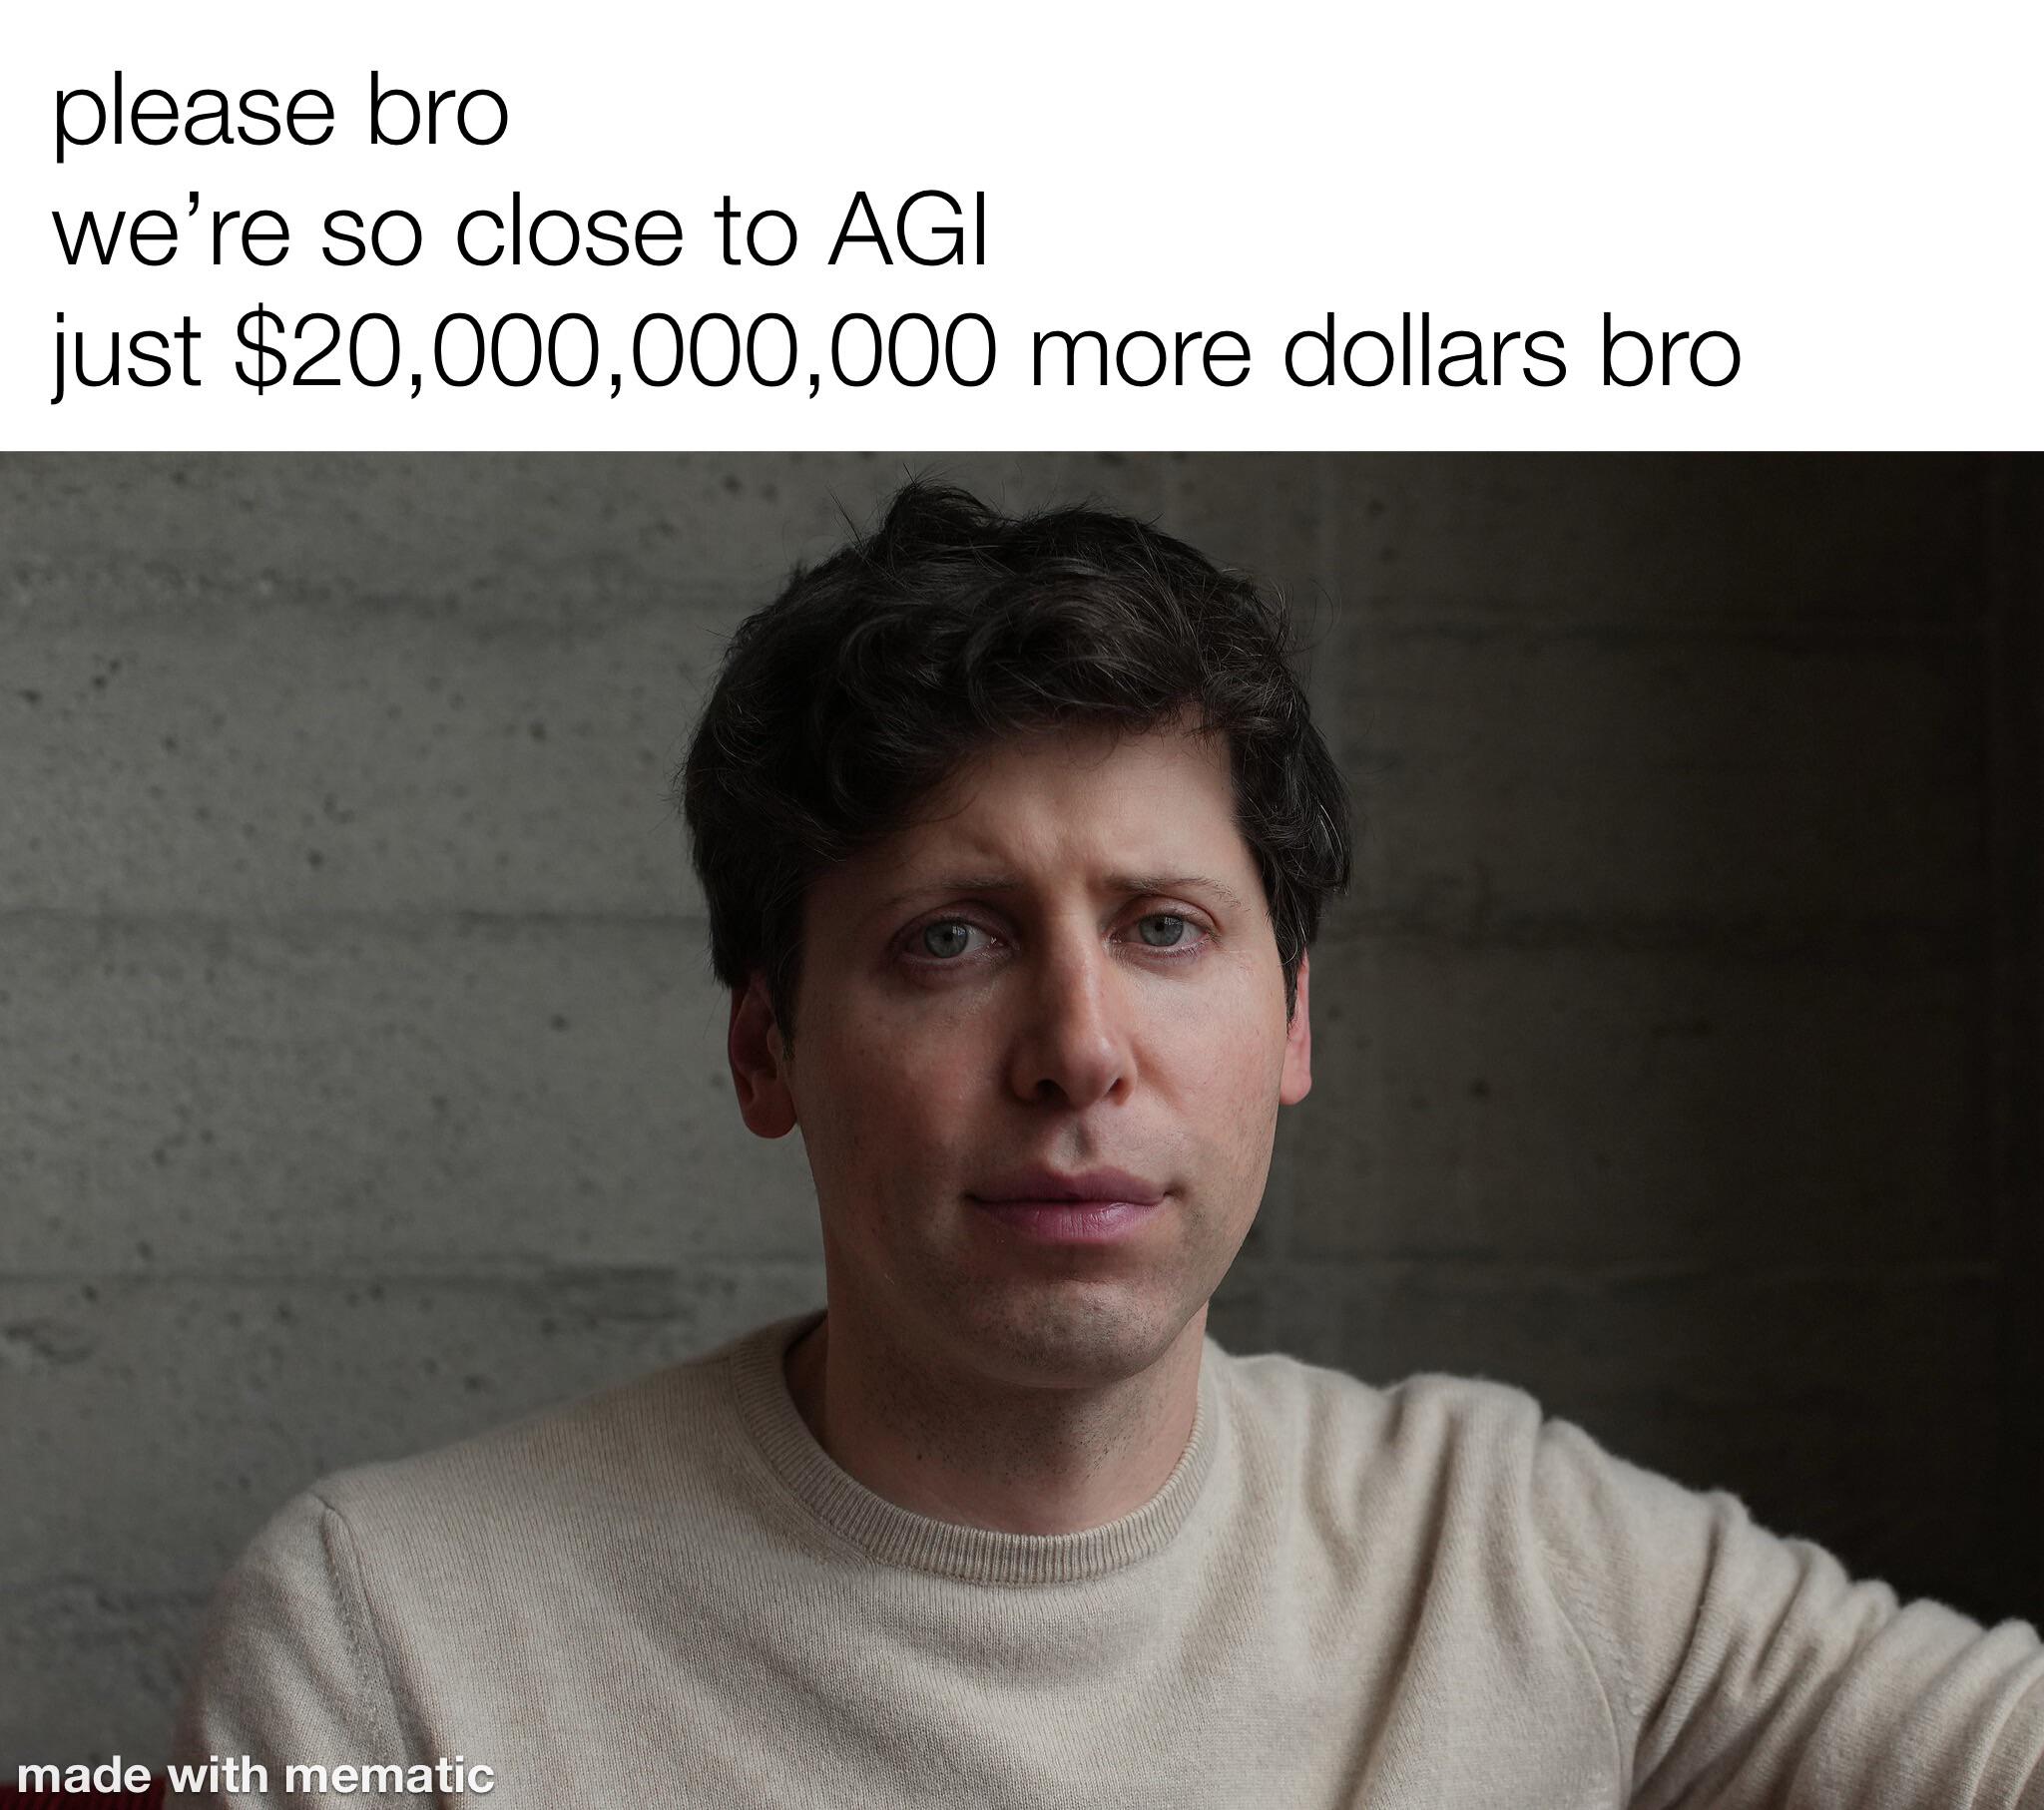 please bro
we’re so close to AGI
just $20,000,000,000 more dollars bro
made with mematic